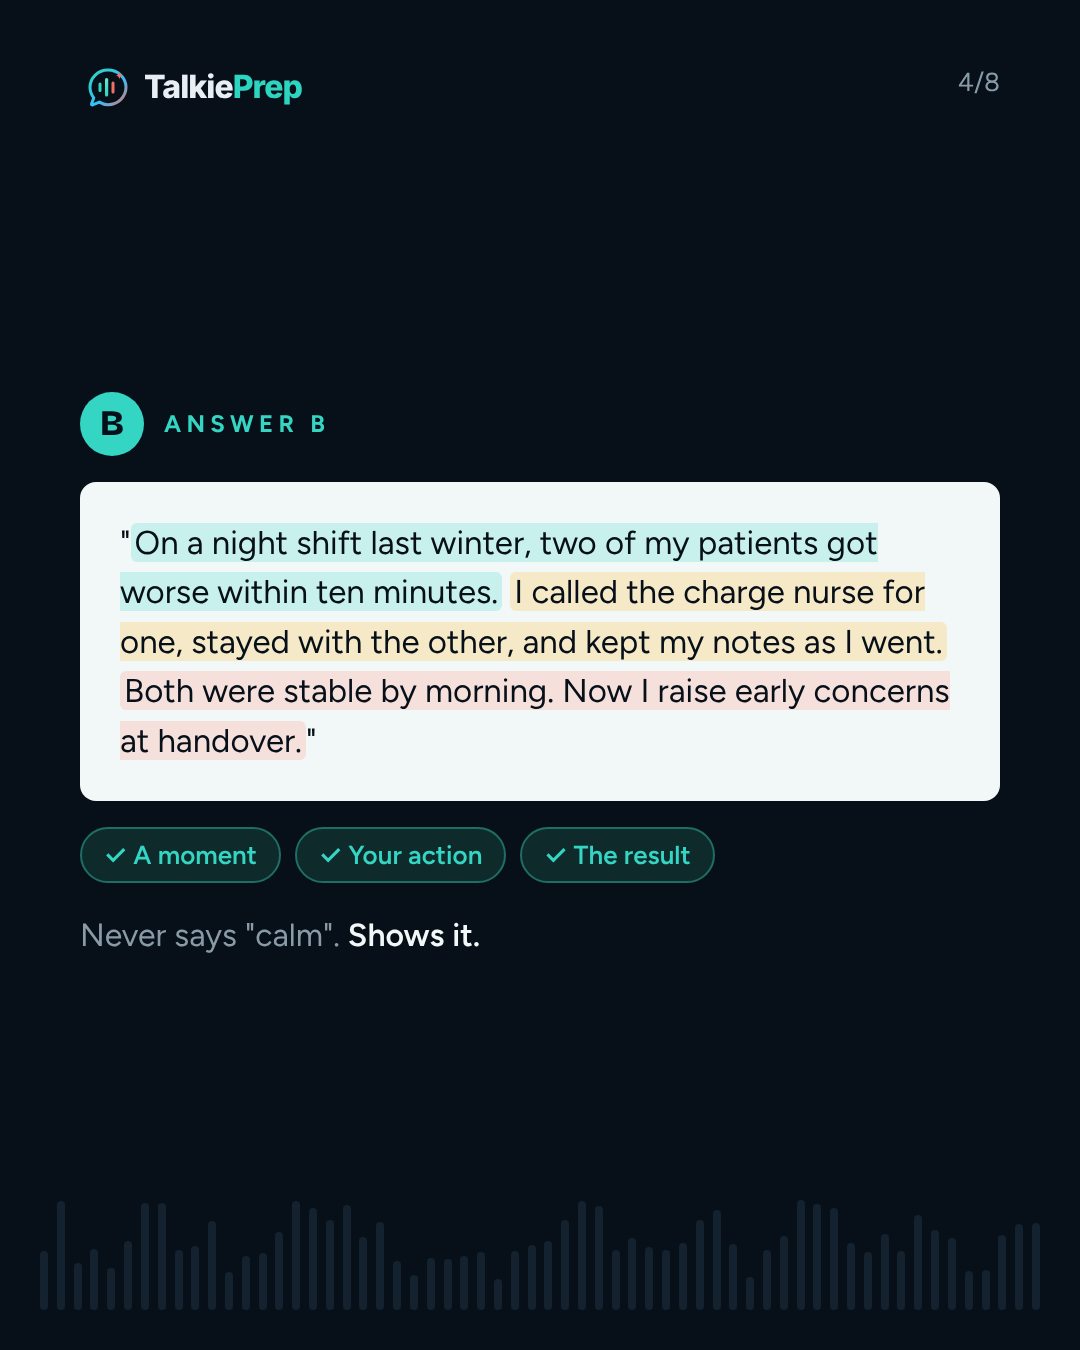 TalkiePrep
4/8
B
ANSWER B
"On a night shift last winter, two of my patients got
worse within ten minutes. I called the charge nurse for
one, stayed with the other, and kept my notes as I went.
Both were stable by morning. Now I raise early concerns
at handover."
✓ A moment
✓ Your action
✓ The result
Never says "calm". Shows it.